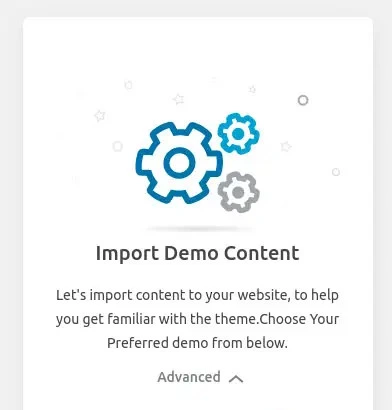 Import Demo Content
Let's import content to your website, to help
you get familiar with the theme.Choose Your
Preferred demo from below.
Advanced